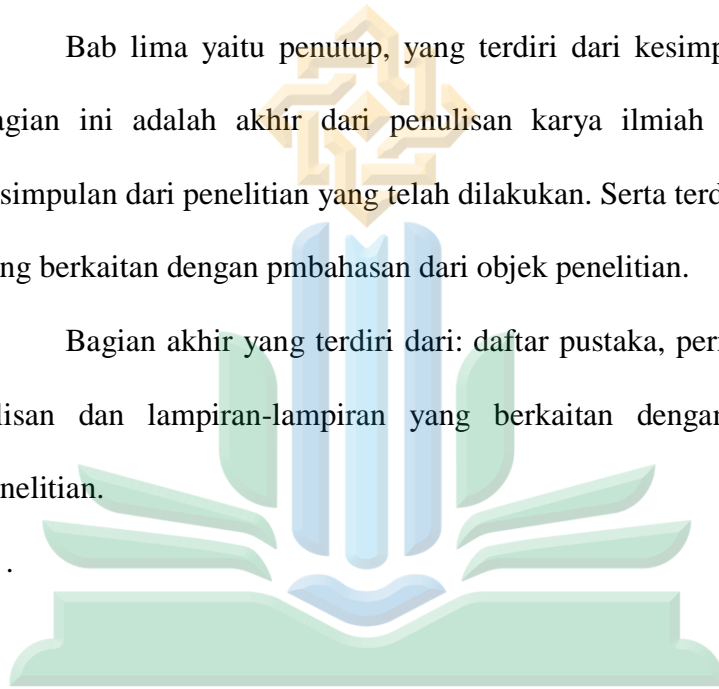 Bab lima yaitu penutup, yang terdiri dari kesimp
agian ini adalah akhir dari penulisan karya ilmiah
simpulan dari penelitian yang telah dilakukan. Serta terd
ng berkaitan dengan pmbahasan dari objek penelitian.
Bagian akhir yang terdiri dari: daftar pustaka, per
lisan dan lampiran-lampiran yang berkaitan dengan
nelitian.
.